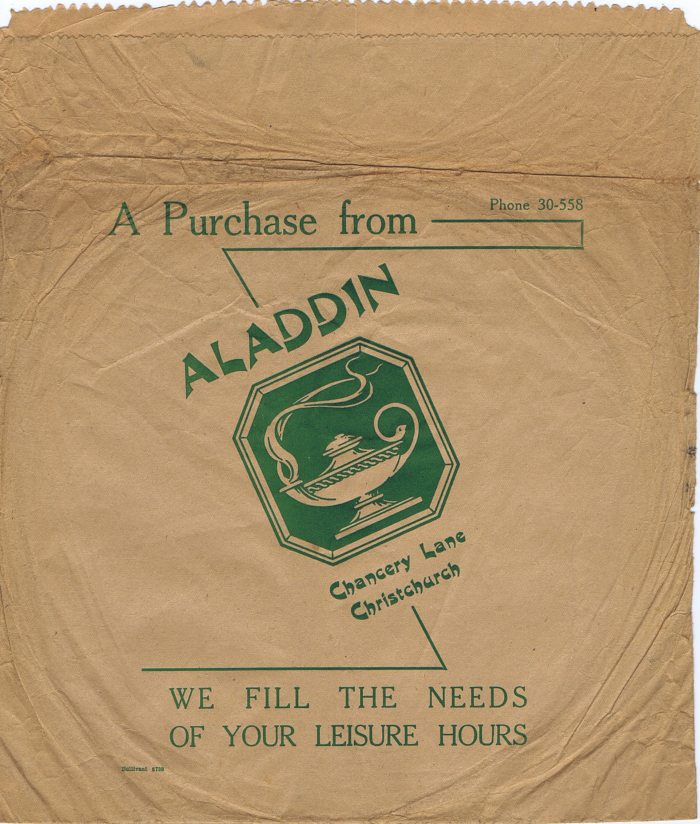 Phone 30-558
A Purchase from
ALADDIN
Chancery Lane
Christchurch
WE FILL THE NEEDS
OF YOUR LEISURE HOURS